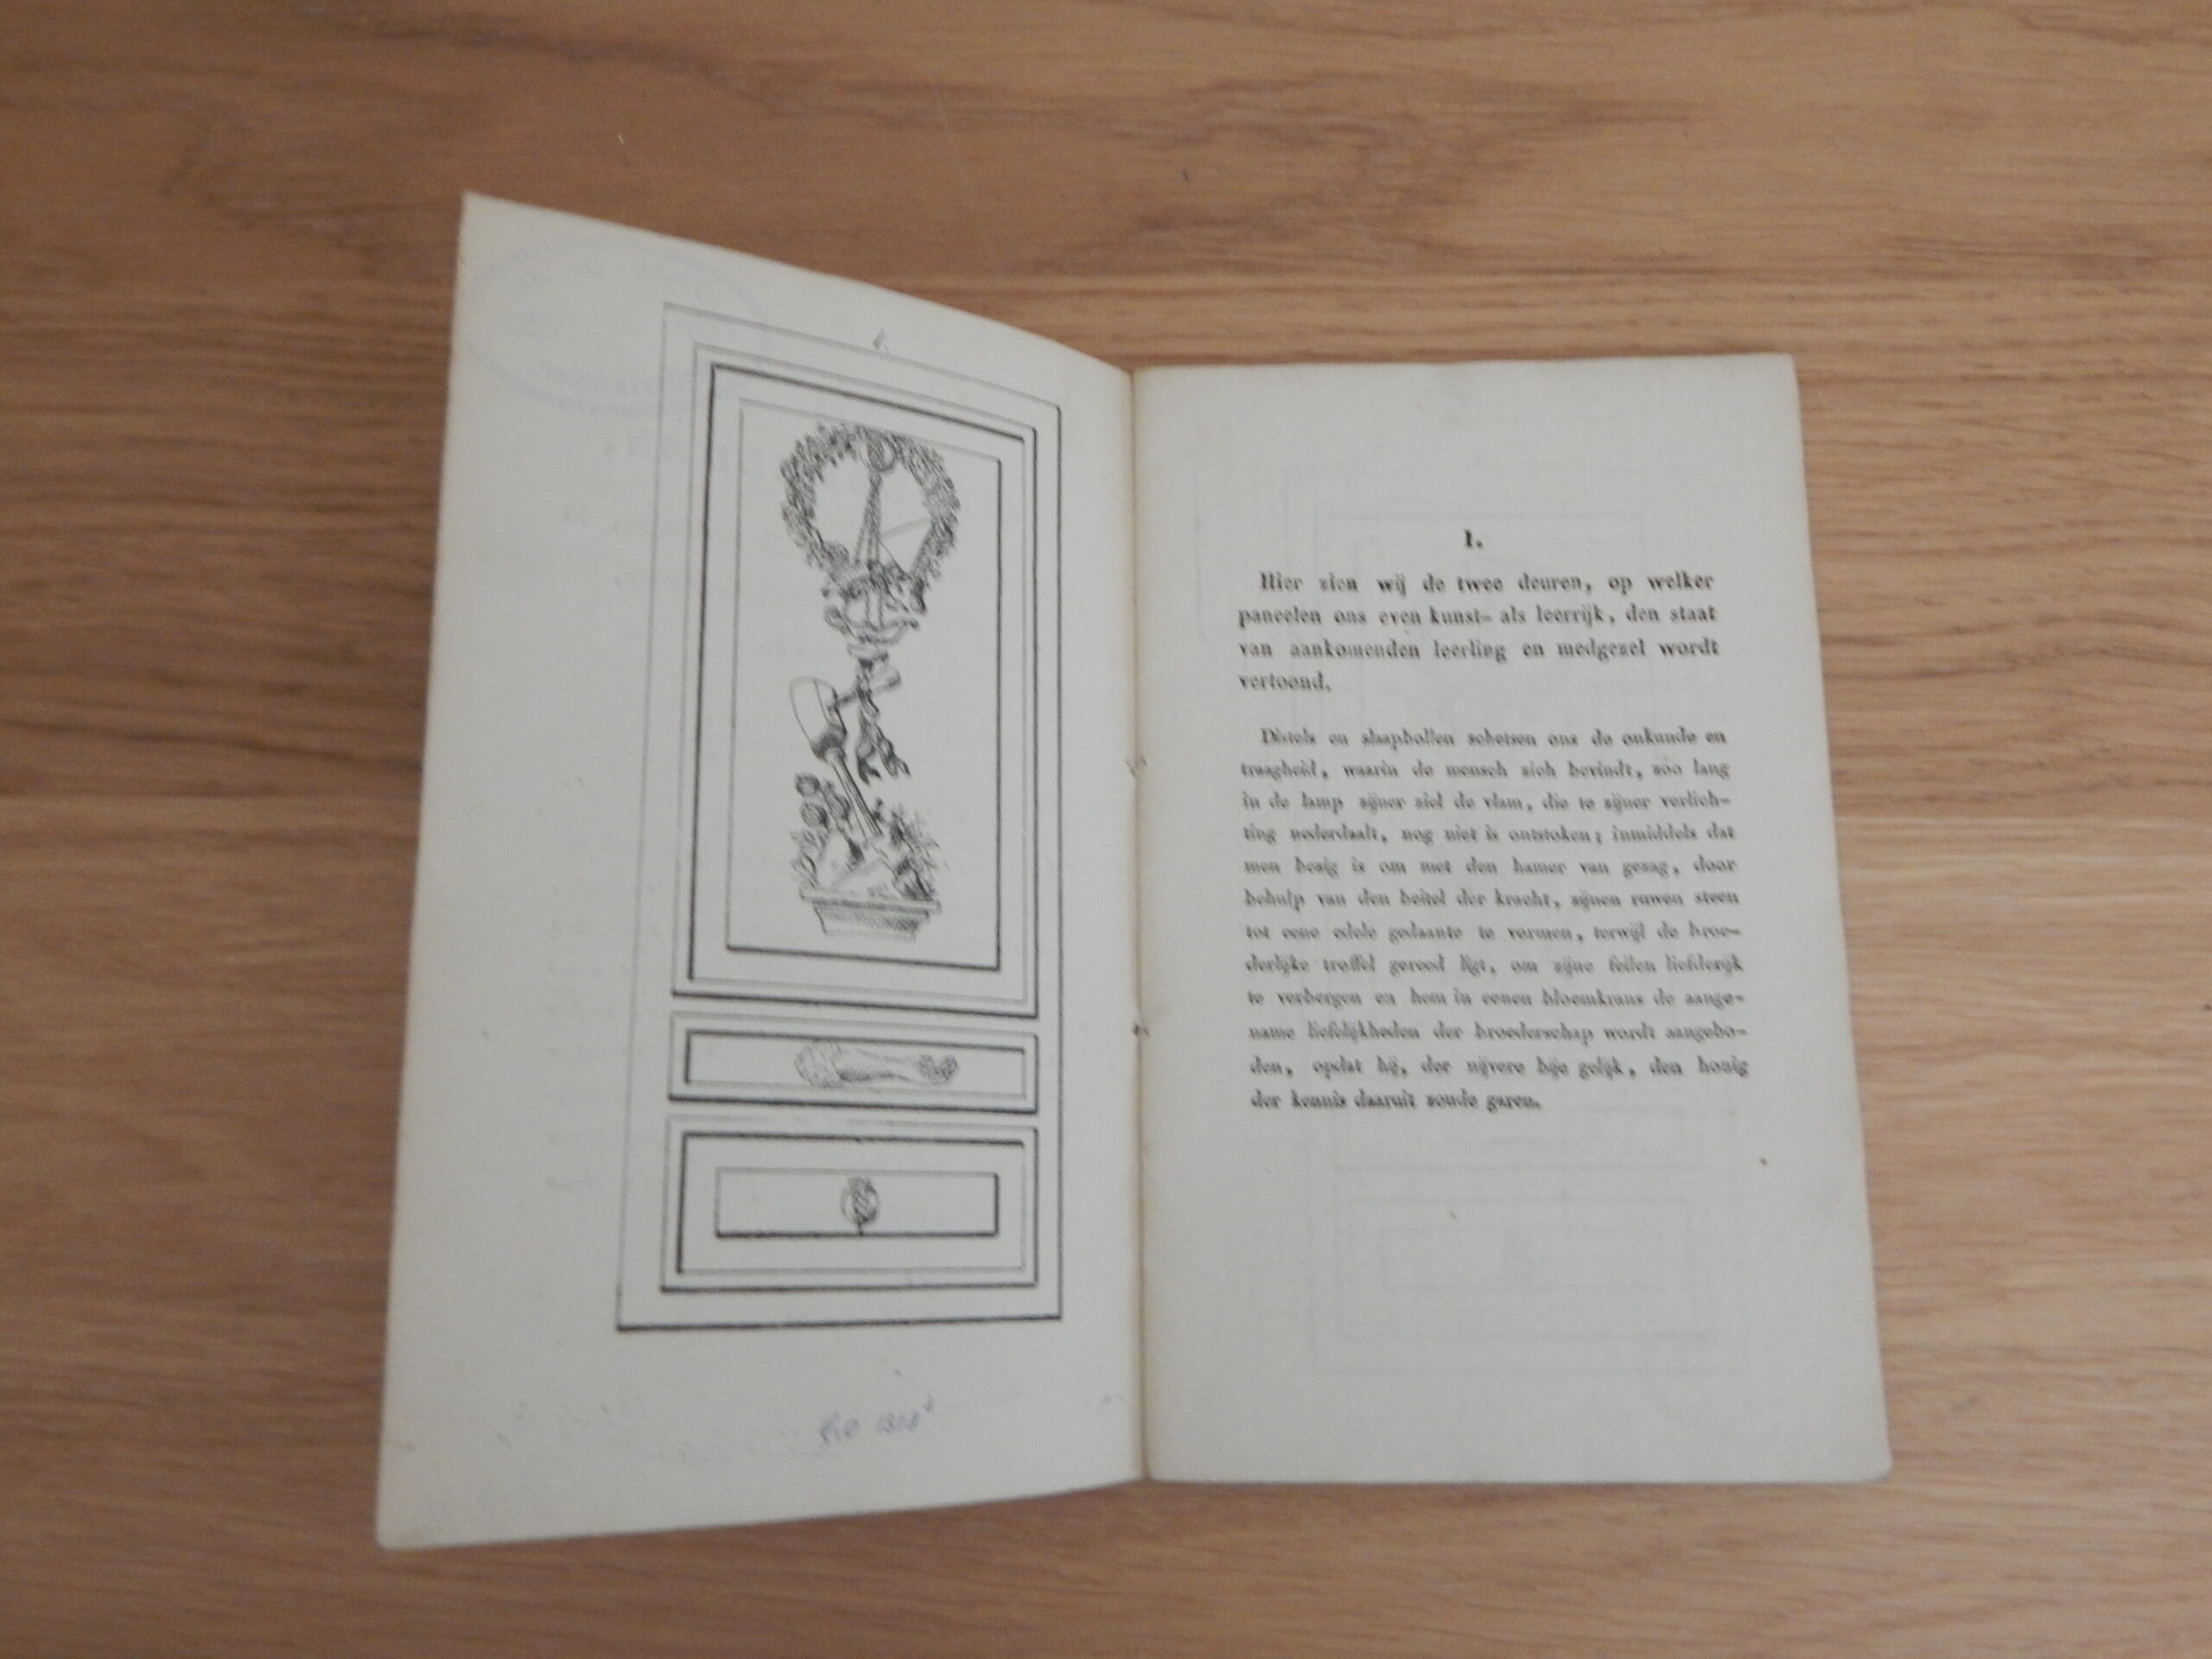 1.
Hier zien wij de twee deuren, op welker
paneelen ons even kunst- als leerrijk, den staat
van aankomenden leerling en medgezel wordt
vertoond.
Distels en slaapbollen schetsen ons de onkunde en
traagheid, waarin de mensch zich bevindt, zoo lang
in de lamp zijner ziel de vlam, die te zijner verlich-
ting nederdaalt, nog niet is ontstoken; inmiddels dat
men bezig is om met den hamer van gezag, door
behulp van den beitel der kracht, zijnen ruwen steen
tot eene edele gedaante te vormen, terwijl de broe-
derlijke troffel gereed ligt, om zijne feilen liefderijk
te verbergen en hem in eenen bloemkrans de aange-
name liefelijkheden der broederschap wordt aangebo-
den, opdat hij, der nijvere bije gelijk, den honig
der kennis daaruit zoude garen.